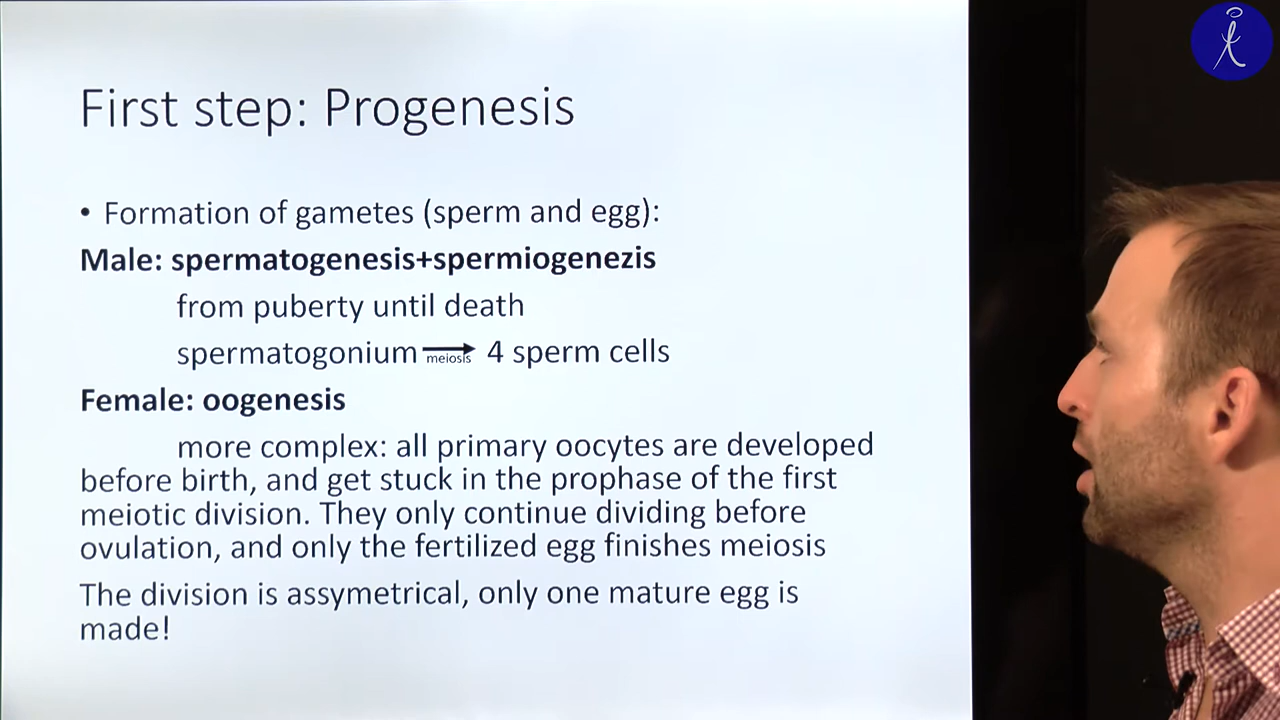 First step: Progenesis
• Formation of gametes (sperm and egg):
Male: spermatogenesis+spermiogenezis
from puberty until death
spermatogonium meiosis 4 sperm cells
Female: oogenesis
more complex: all primary oocytes are developed
before birth, and get stuck in the prophase of the first
meiotic division. They only continue dividing before
ovulation, and only the fertilized egg finishes meiosis
The division is assymetrical, only one mature egg is
made!